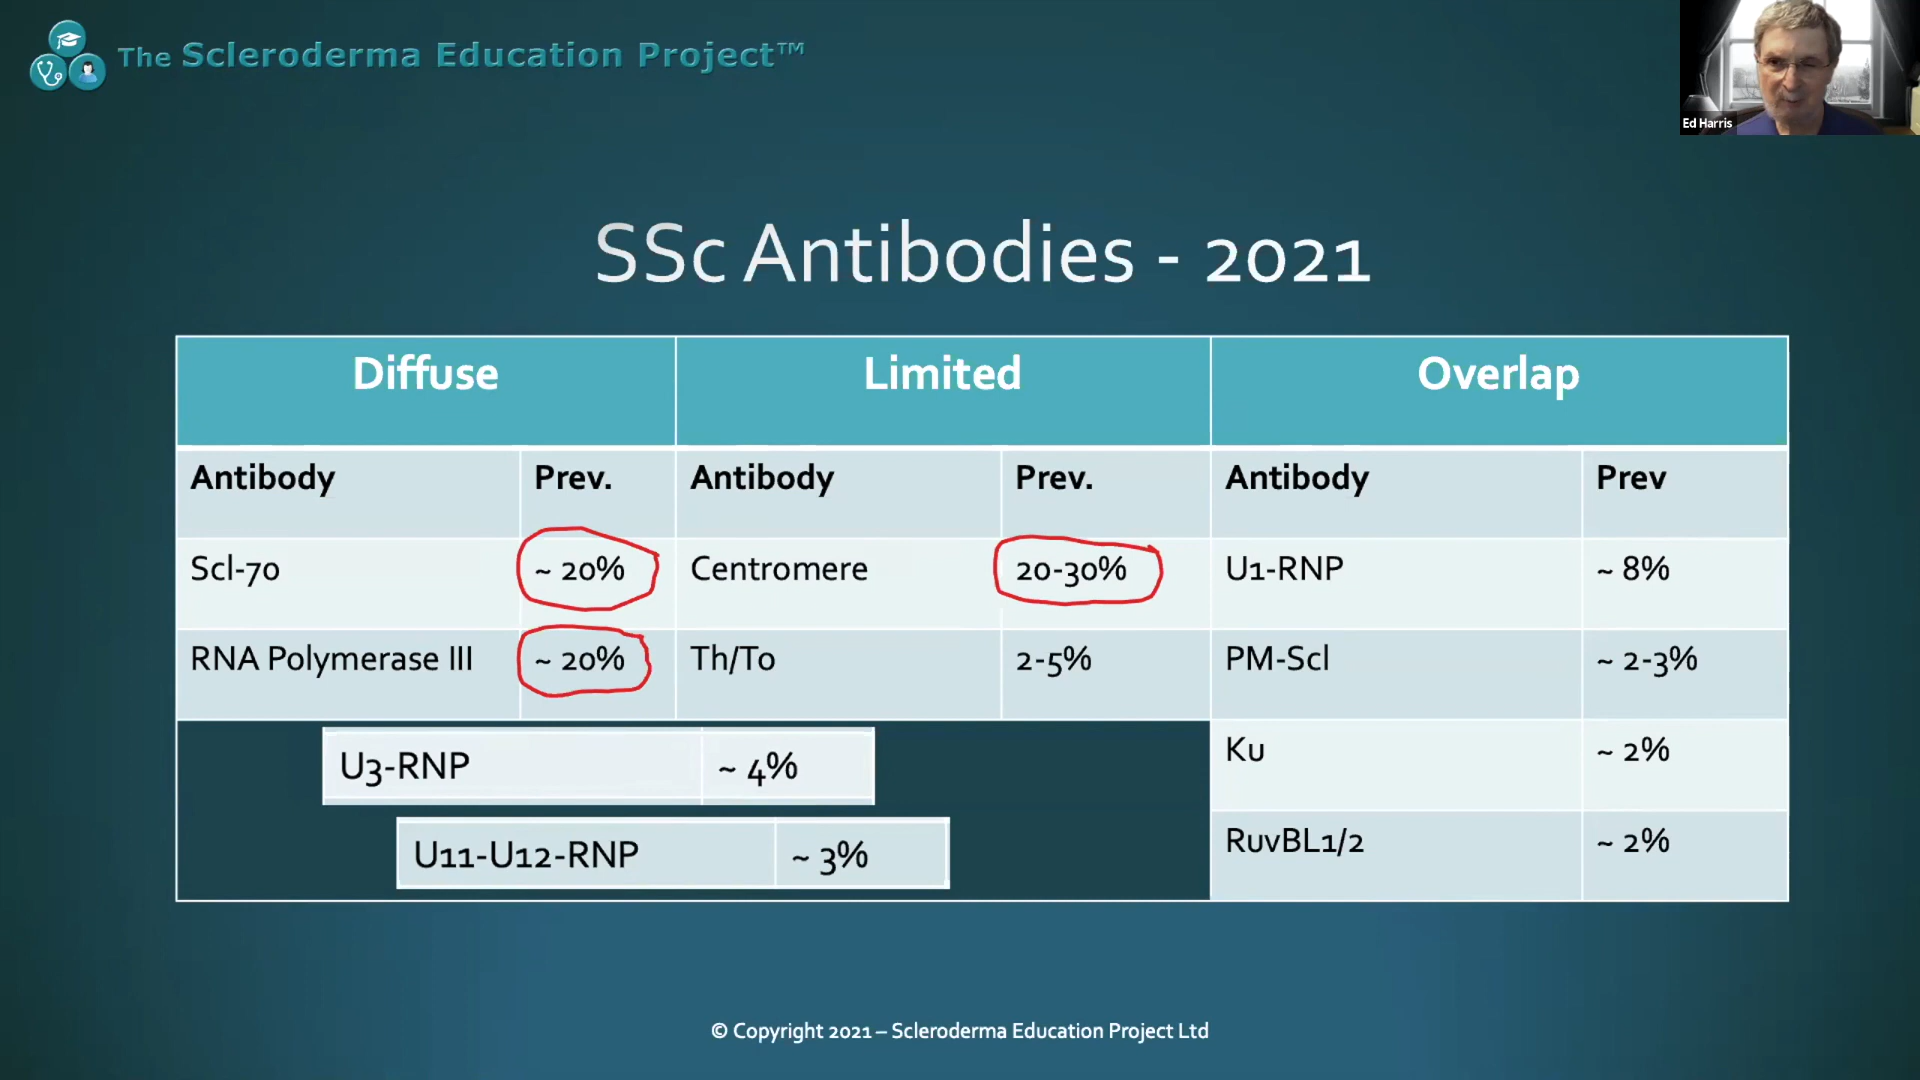 The Scleroderma Education Project™
Ed Harris
SSc Antibodies - 2021
Diffuse Limited Overlap
Antibody Prev. Antibody Prev. Antibody Prev
Scl-70 ~ 20% Centromere 20-30% U1-RNP ~ 8%
RNA Polymerase III ~ 20% Th/To 2-5% PM-Scl ~ 2-3%
U3-RNP ~ 4% Ku ~ 2%
U11-U12-RNP ~ 3% RuvBL1/2 ~ 2%
© Copyright 2021 – Scleroderma Education Project Ltd